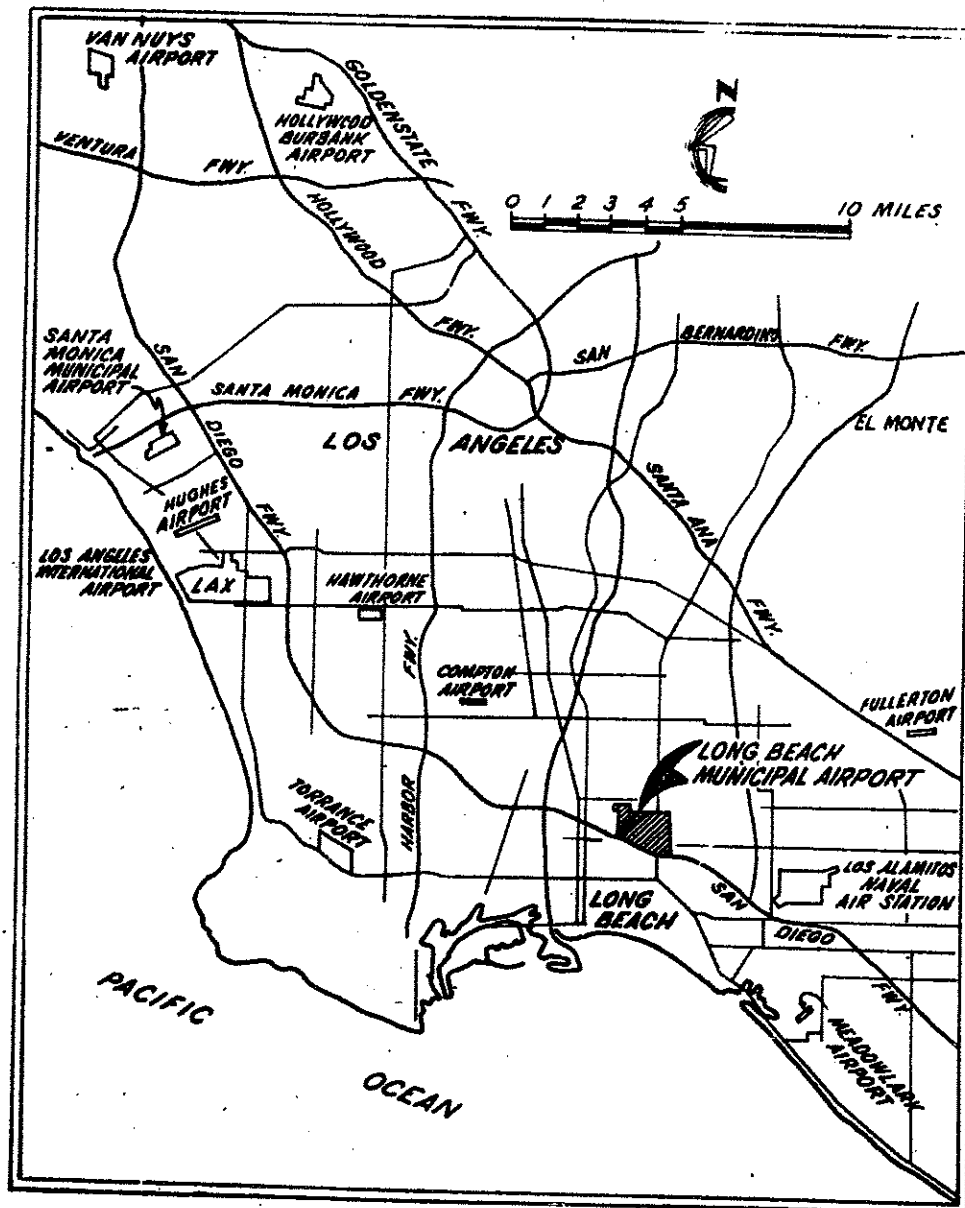 VAN NUYS
AIRPORT
GOLDEN STATE
FWY.
HOLLYWOOD
BURBANK
AIRPORT
N
VENTURA
FWY.
HOLLYWOOD
FWY.
0 1 2 3 4 5 10 MILES
SANTA
MONICA
MUNICIPAL
AIRPORT
SAN
DIEGO
FWY
SANTA MONICA
FWY.
SAN
BERNARDINO
FWY.
LOS ANGELES
EL MONTE
SANTA ANA
FWY.
HUGHES
AIRPORT
LOS ANGELES
INTERNATIONAL
AIRPORT
LAX
HAWTHORNE
AIRPORT
HARBOR
FWY.
COMPTON
AIRPORT
FULLERTON
AIRPORT
LONG BEACH
MUNICIPAL AIRPORT
TORRANCE
AIRPORT
LOS ALAMITOS
NAVAL
AIR STATION
LONG
BEACH
SAN
DIEGO
FWY.
MEADOWLARK
AIRPORT
PACIFIC
OCEAN